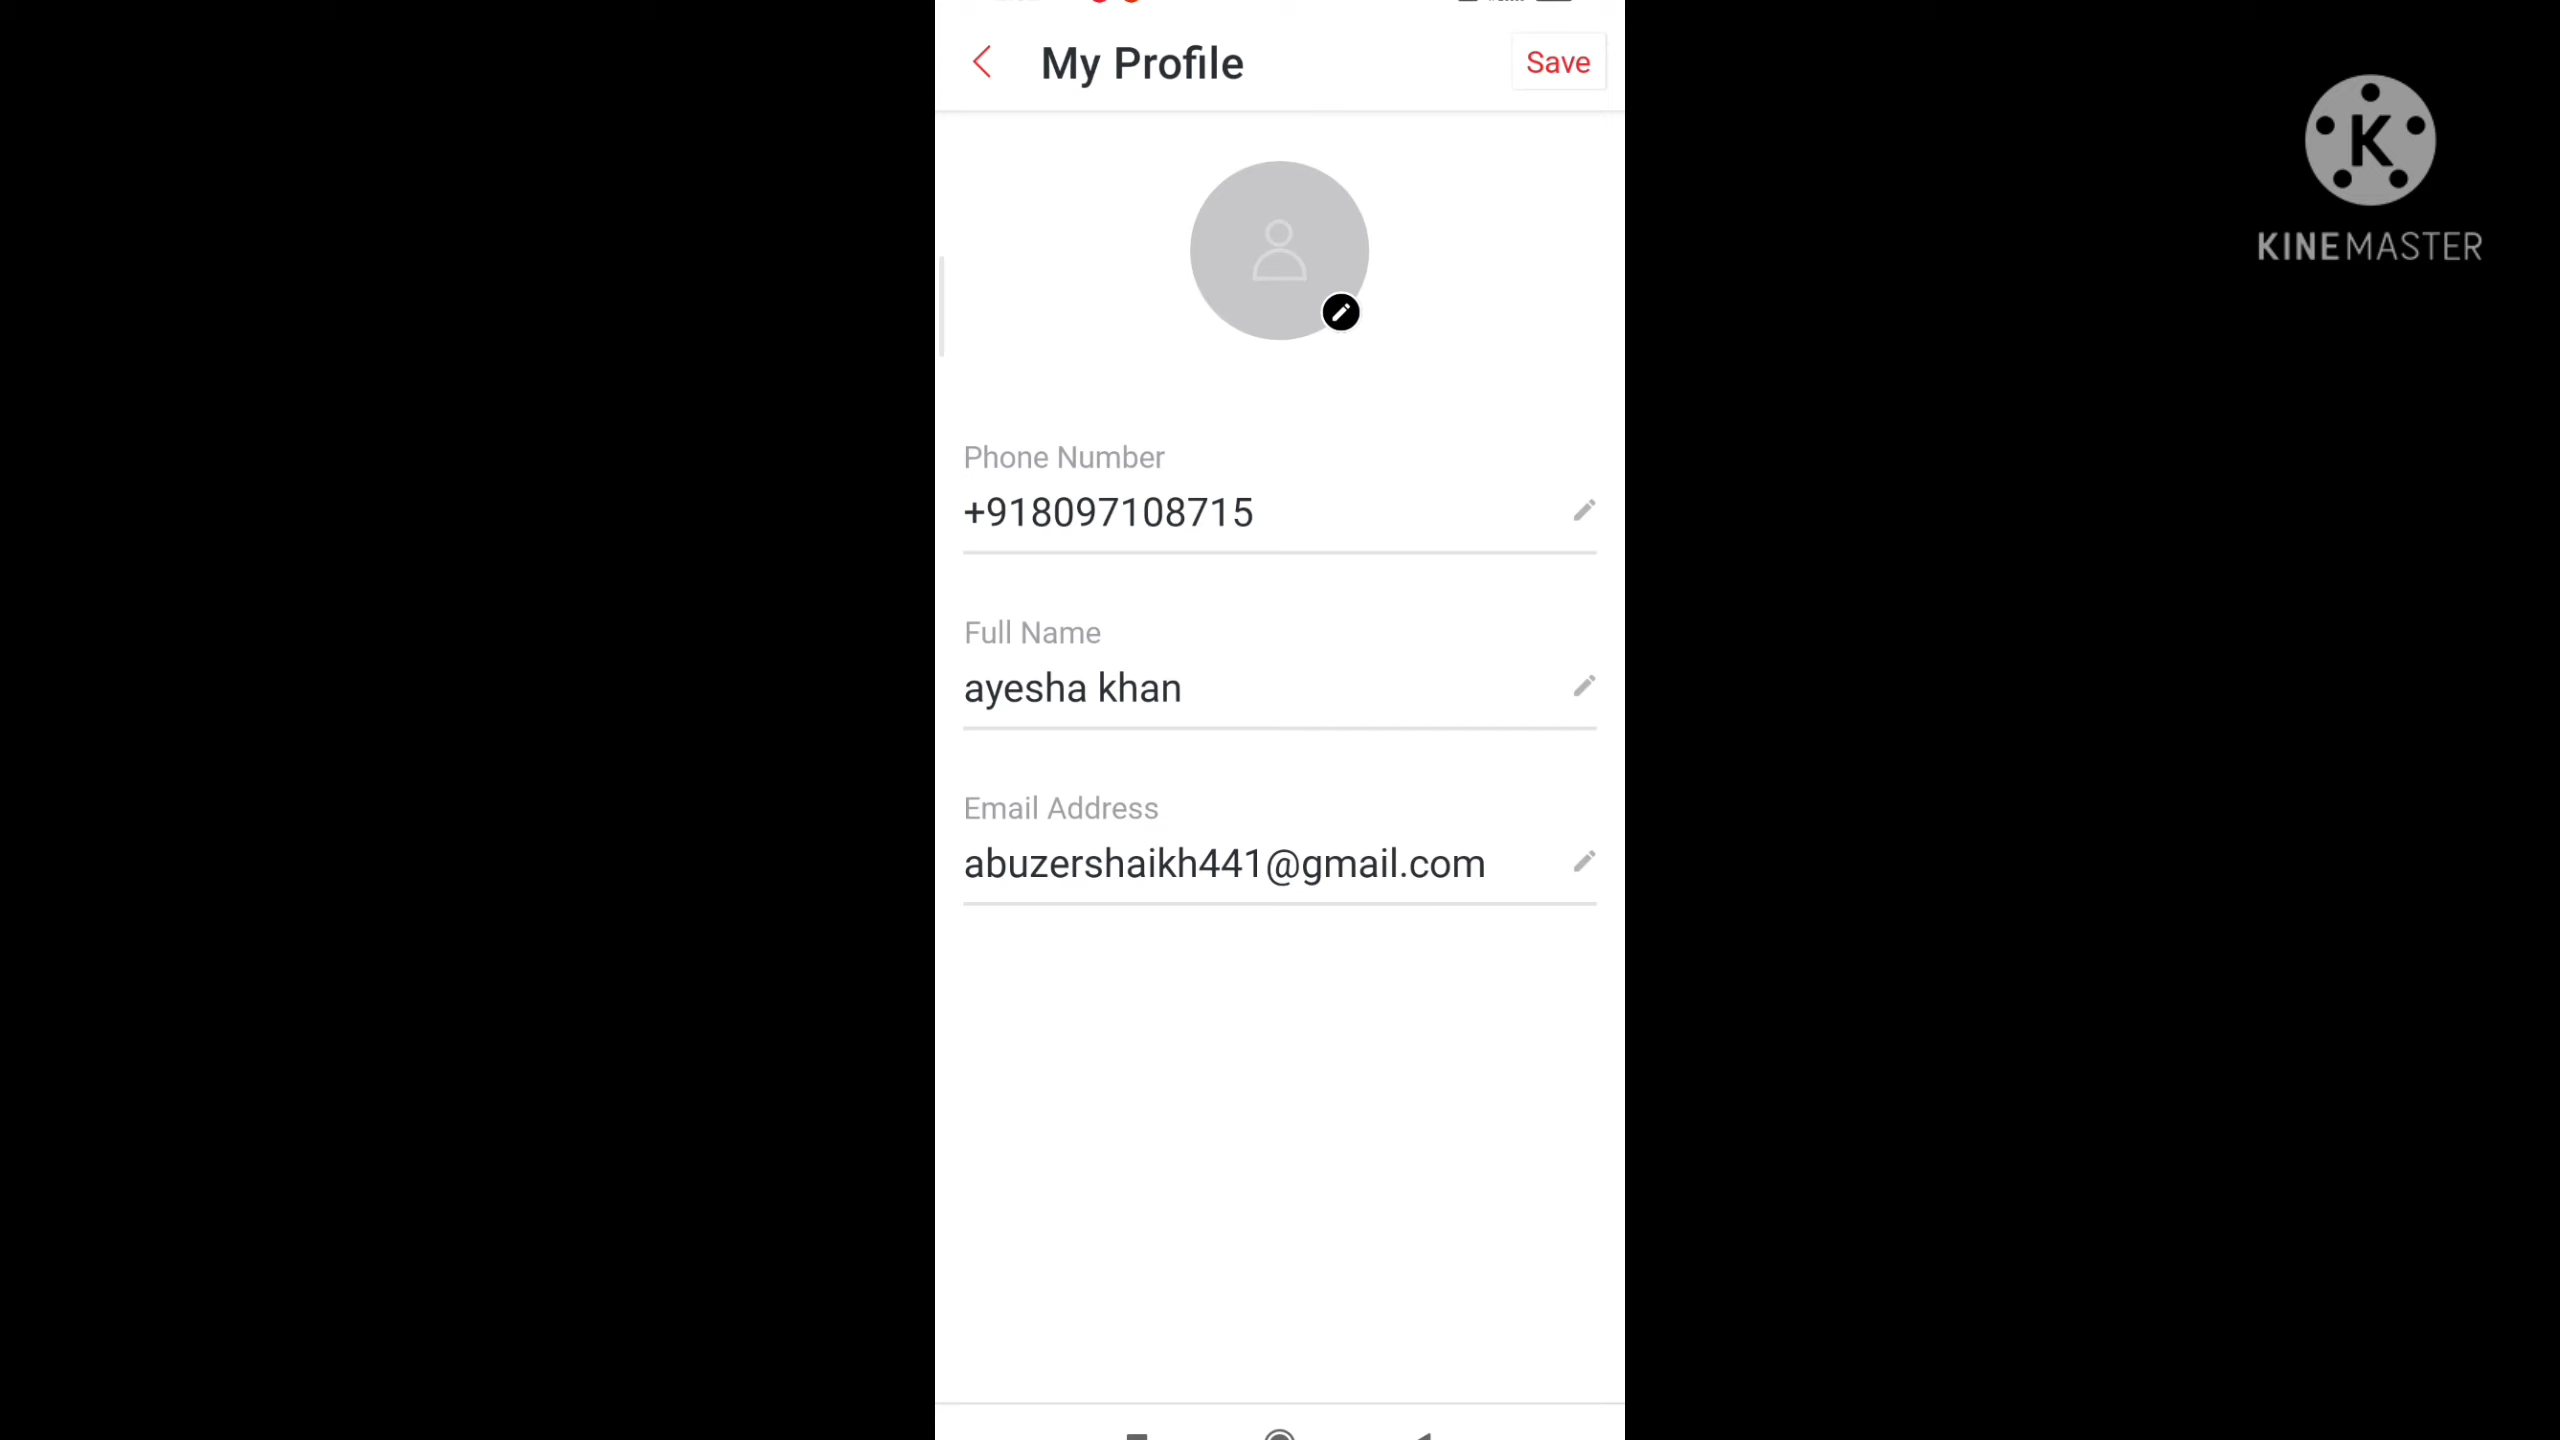 My Profile
Save
KINEMASTER
Phone Number
+918097108715
Full Name
ayesha khan
Email Address
abuzershaikh441@gmail.com